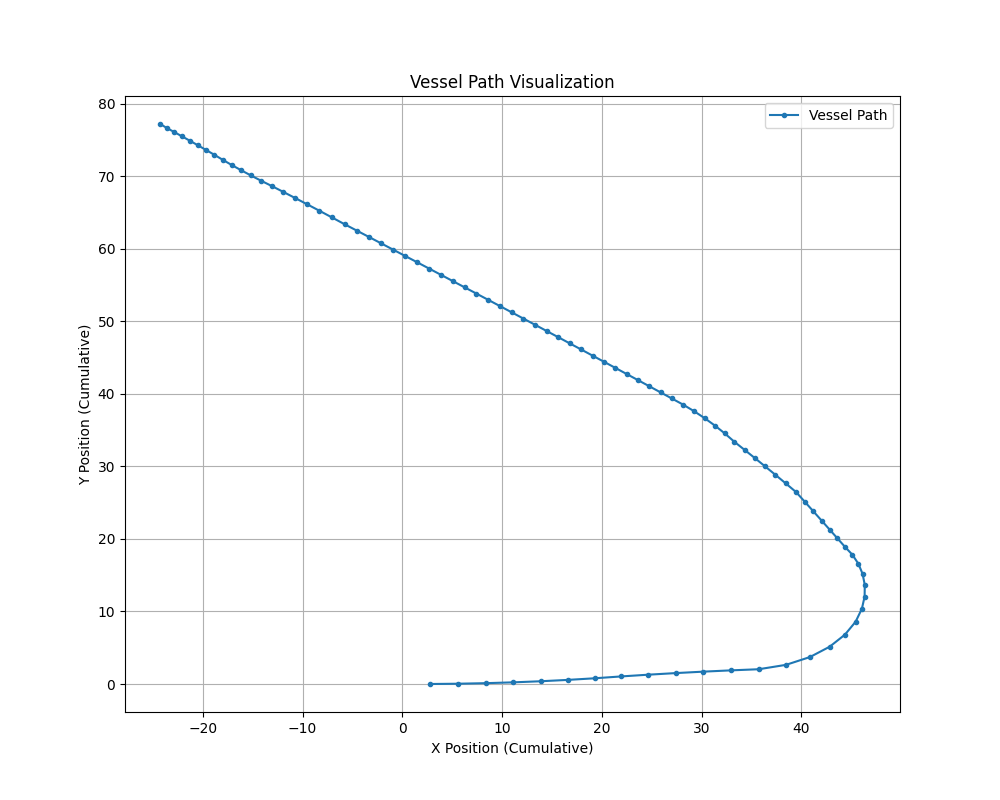 Vessel Path Visualization
Vessel Path
80
70
60
50
40
30
20
10
0
Y Position (Cumulative)
−20 −10 0 10 20 30 40
X Position (Cumulative)